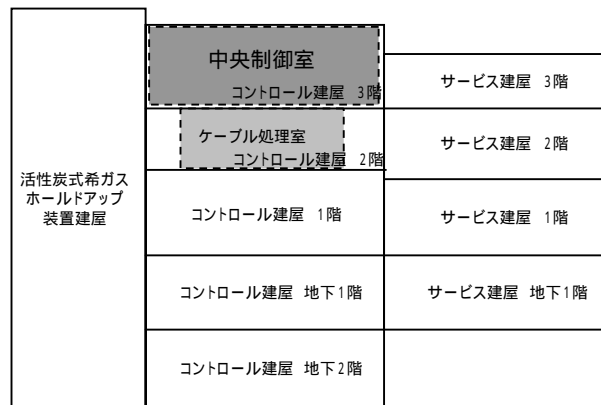 中央制御室
コントロール建屋 3階
サービス建屋 3階
ケーブル処理室
コントロール建屋 2階
サービス建屋 2階
活性炭式希ガス
ホールドアップ
装置建屋
コントロール建屋 1階
サービス建屋 1階
コントロール建屋 地下1階
サービス建屋 地下1階
コントロール建屋 地下2階